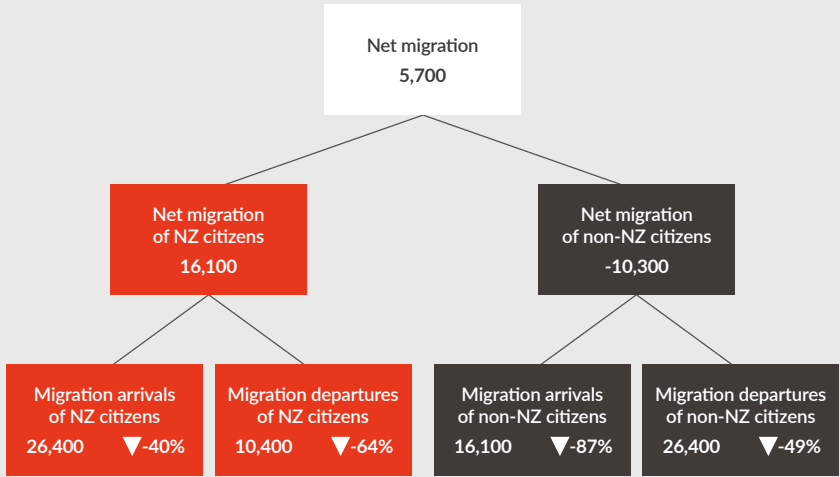 Net migration
5,700
Net migration
of NZ citizens
16,100
Net migration
of non-NZ citizens
-10,300
Migration arrivals
of NZ citizens
26,400 ▼-40%
Migration departures
of NZ citizens
10,400 ▼-64%
Migration arrivals
of non-NZ citizens
16,100 ▼-87%
Migration departures
of non-NZ citizens
26,400 ▼-49%